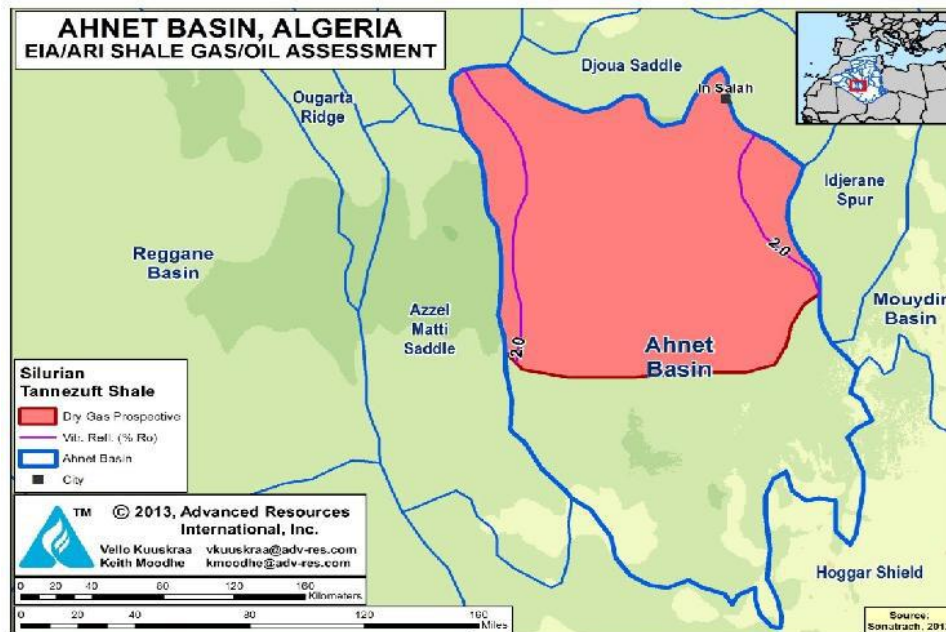 AHNET BASIN, ALGERIA
EIA/ARI SHALE GAS/OIL ASSESSMENT
Djoua Saddle
In Salah
Ougarta
Ridge
Idjerane
Spur
2.0
Reggane
Basin
Mouydir
Basin
Azzel
Matti
Saddle
2.0
Ahnet
Basin
Silurian
Tannezuft Shale
Dry Gas Prospective
Vitr. Refl. (% Ro)
Ahnet Basin
City
TM
© 2013, Advanced Resources
International, Inc.
Vello Kuuskraa vkuuskraa@adv-res.com
Keith Moodhe kmoodhe@adv-res.com
0 20 40 80 120 160
Kilometers
0 20 40 80 120 160
Miles
Hoggar Shield
Source:
Sonatrach,